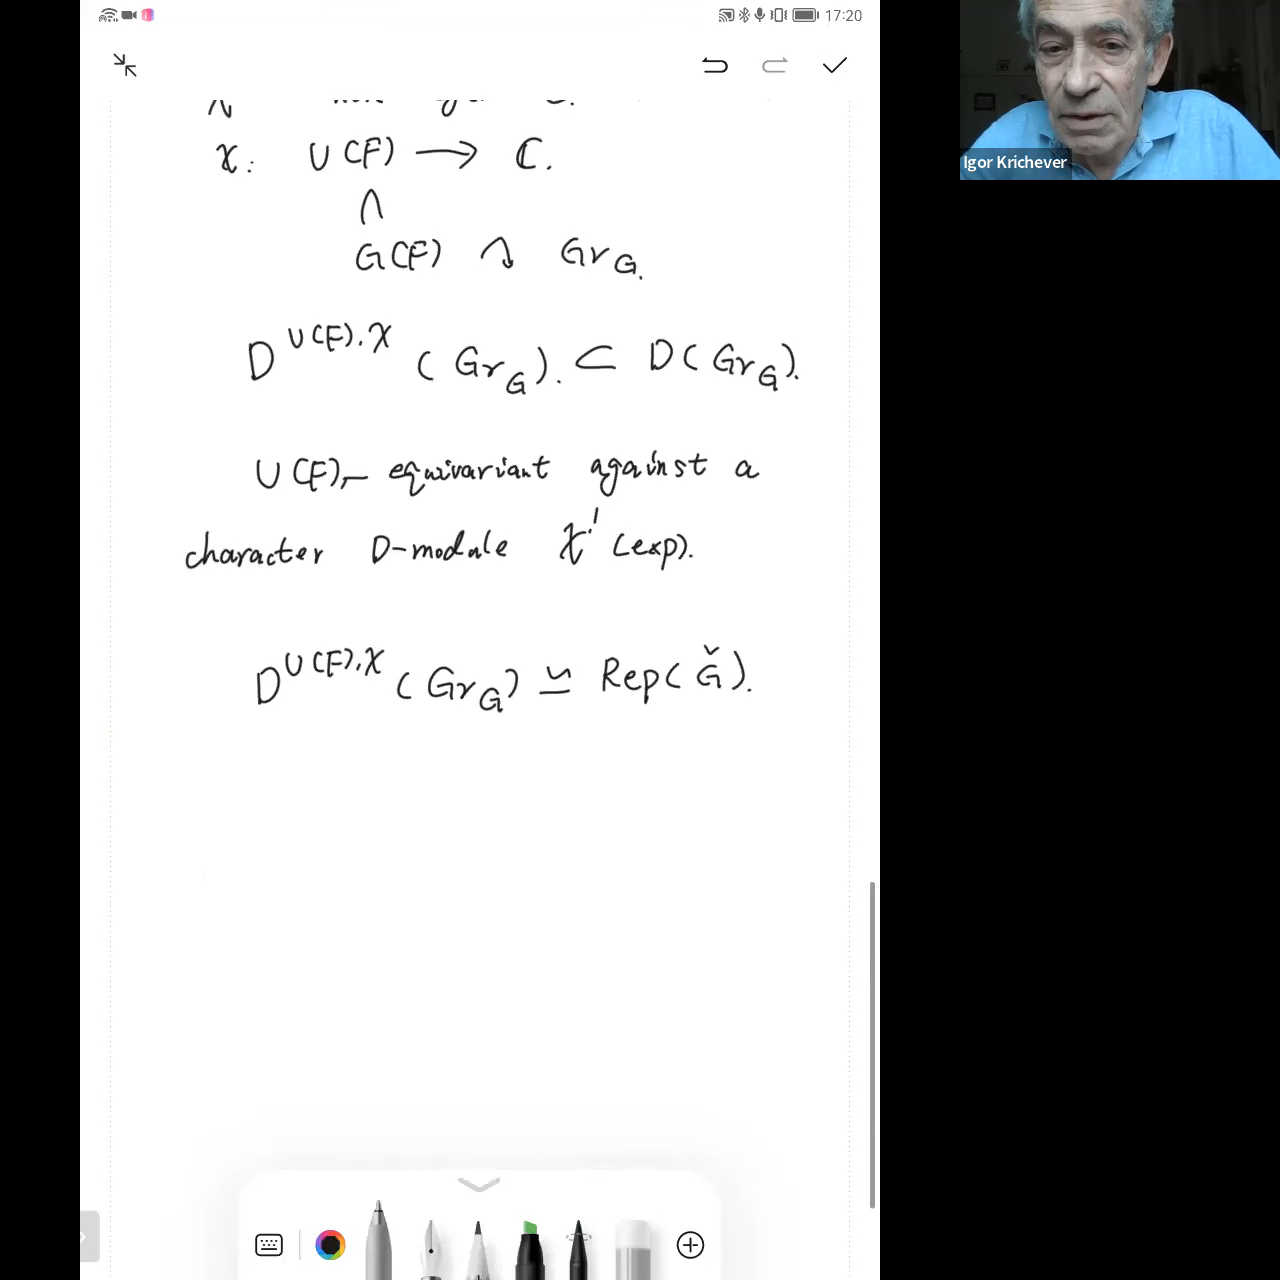 17:20
χ: U(F) ⟶ ℂ.
∧
G(F) ↷ Gr_G.
D^{U(F),χ} (Gr_G). ⊂ D(Gr_G).
U(F)- equivariant against a
character D-module χ^! (exp).
D^{U(F),χ} (Gr_G) ≃ Rep(Ǧ).
Igor Krichever